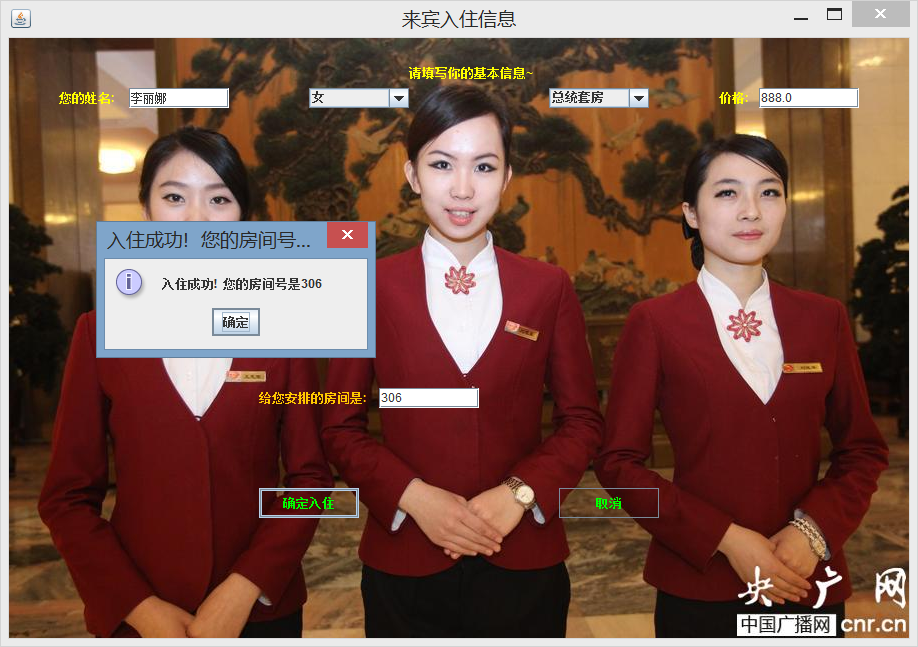 来宾入住信息
请填写你的基本信息~
您的姓名: 李丽娜 女 总统套房 价格: 888.0
入住成功! 您的房间号...
入住成功! 您的房间号是306
确定
给您安排的房间是: 306
确定入住 取消
央广网
中国广播网 cnr.cn